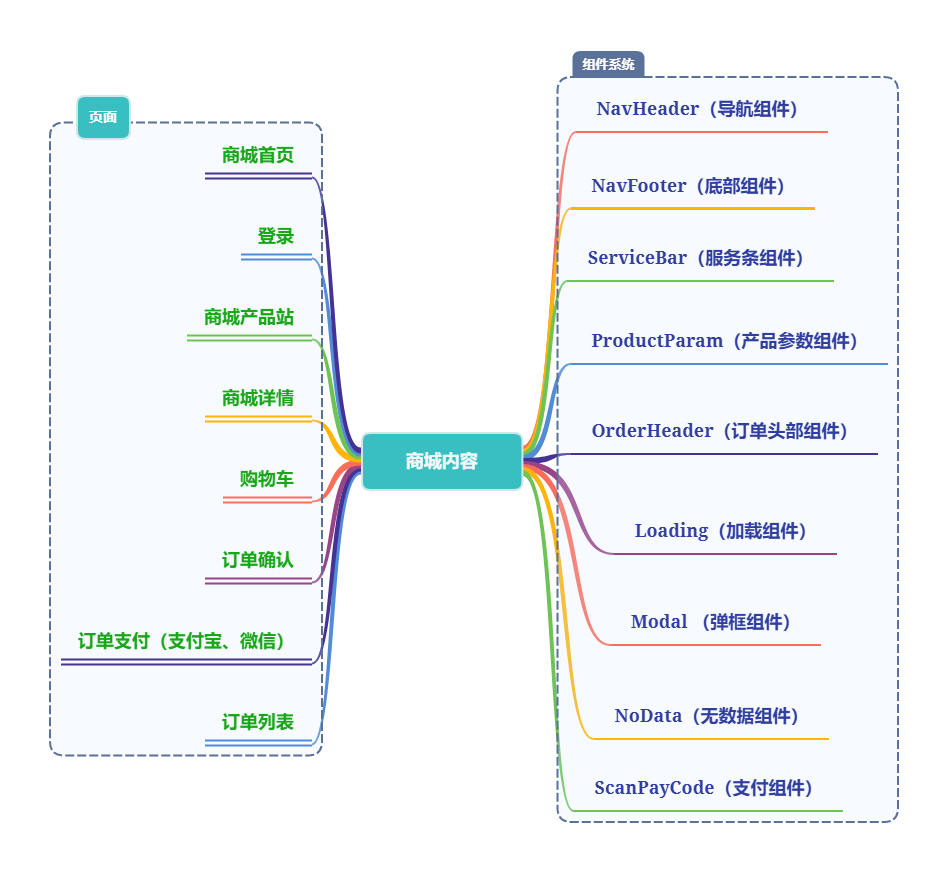 页面
商城首页
登录
商城产品站
商城详情
购物车
订单确认
订单支付（支付宝、微信）
订单列表
商城内容
组件系统
NavHeader（导航组件）
NavFooter（底部组件）
ServiceBar（服务条组件）
ProductParam（产品参数组件）
OrderHeader（订单头部组件）
Loading（加载组件）
Modal （弹框组件）
NoData（无数据组件）
ScanPayCode（支付组件）